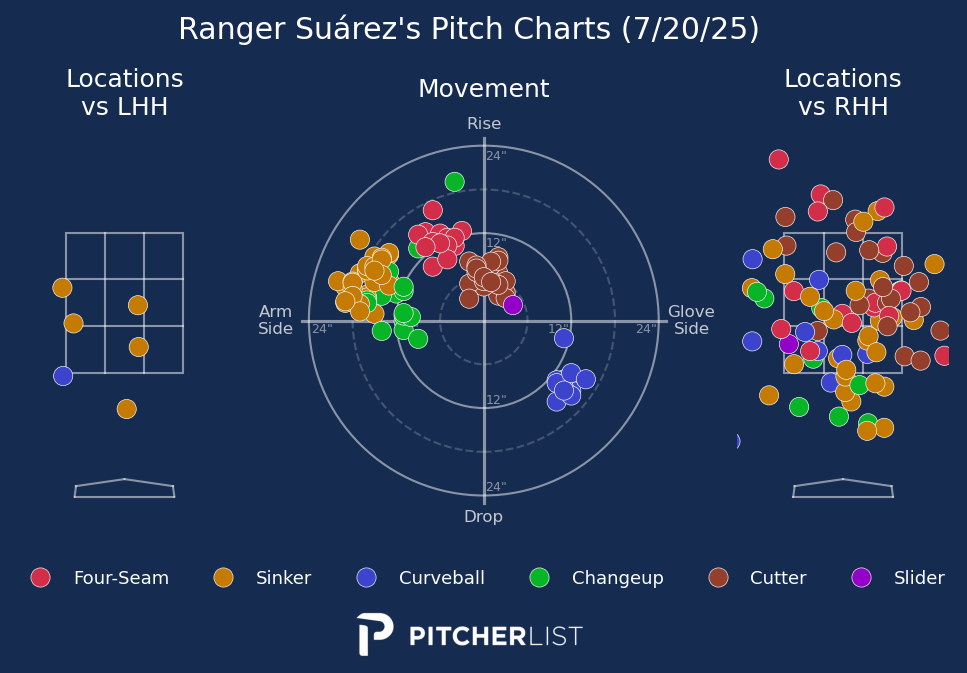 Ranger Suárez's Pitch Charts (7/20/25)
Locations
vs LHH
Movement
Locations
vs RHH
Rise
24"
12"
Arm
Side
24"
12"
24"
Glove
Side
12"
24"
Drop
Four-Seam
Sinker
Curveball
Changeup
Cutter
Slider
PITCHERLIST